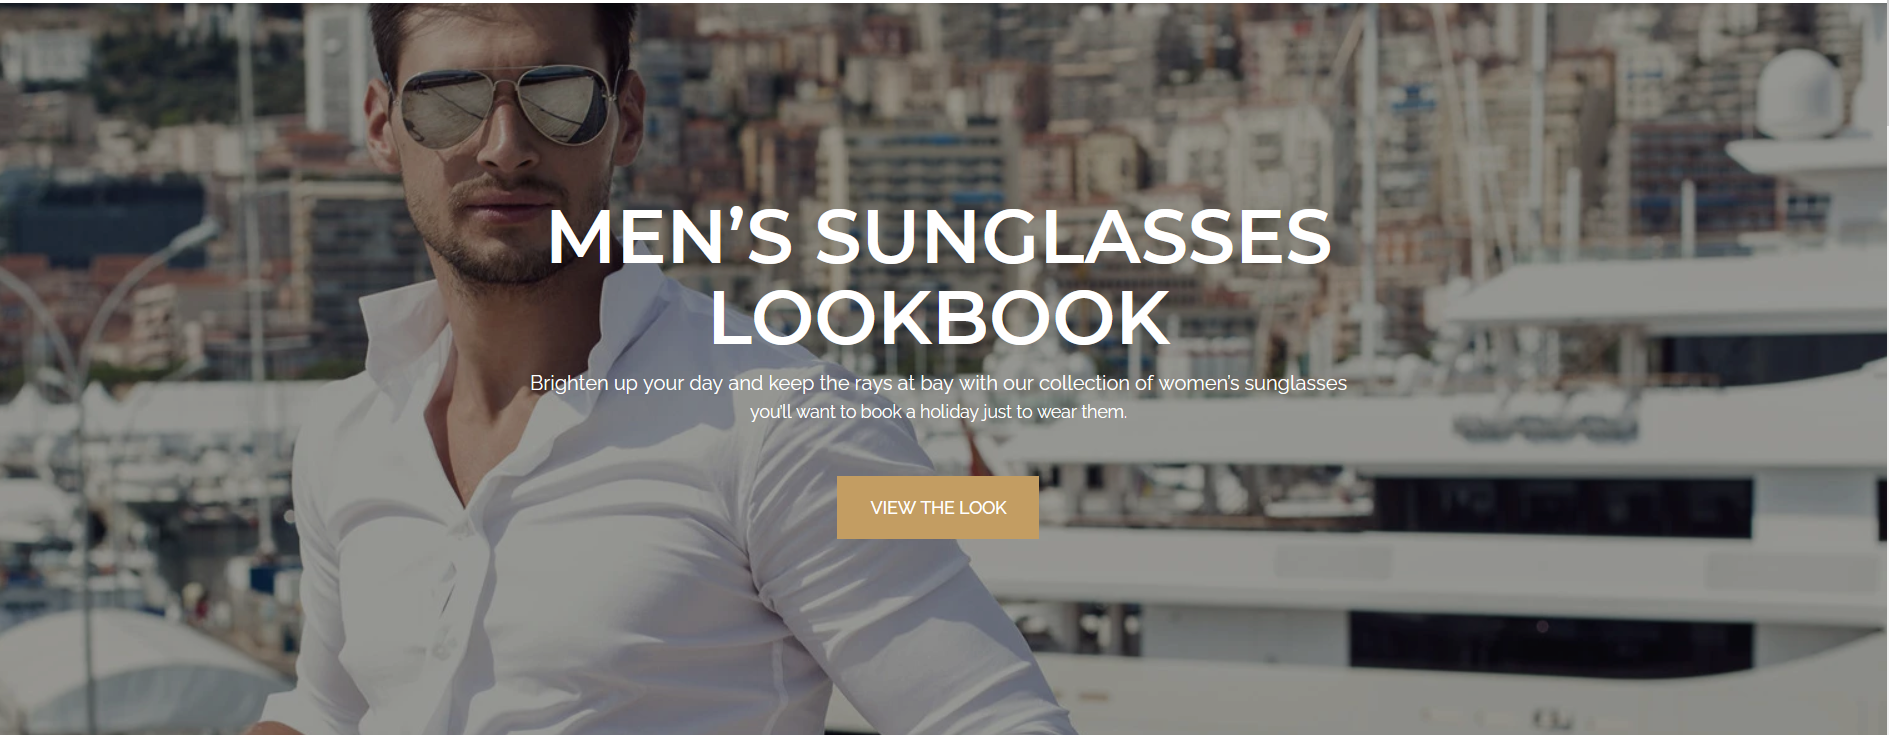 MEN’S SUNGLASSES
LOOKBOOK
Brighten up your day and keep the rays at bay with our collection of women’s sunglasses
you’ll want to book a holiday just to wear them.
VIEW THE LOOK